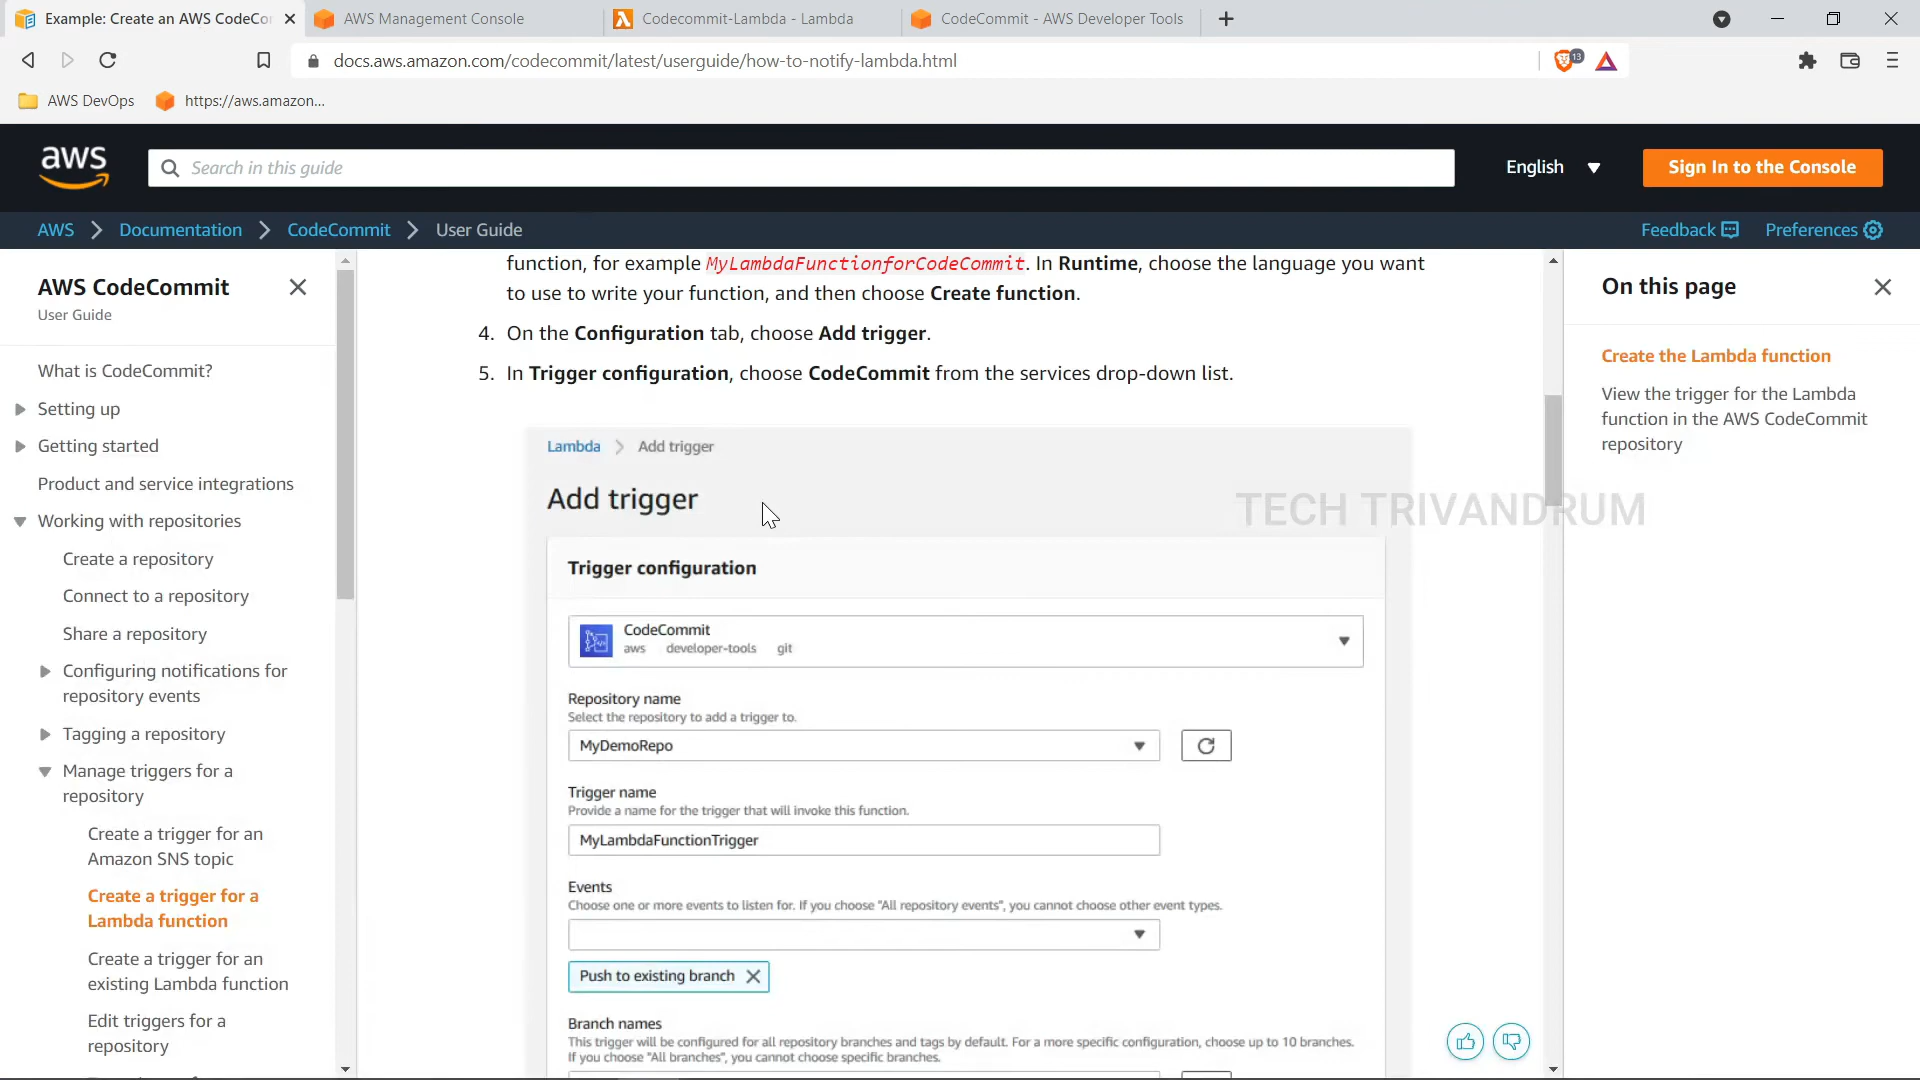 Example: Create an AWS CodeCo
AWS Management Console
Codecommit-Lambda - Lambda
CodeCommit - AWS Developer Tools
docs.aws.amazon.com/codecommit/latest/userguide/how-to-notify-lambda.html
13
AWS DevOps
https://aws.amazon...
aws
Search in this guide
English
Sign In to the Console
AWS
Documentation
CodeCommit
User Guide
Feedback
Preferences
AWS CodeCommit
User Guide
What is CodeCommit?
Setting up
Getting started
Product and service integrations
Working with repositories
Create a repository
Connect to a repository
Share a repository
Configuring notifications for
repository events
Tagging a repository
Manage triggers for a
repository
Create a trigger for an
Amazon SNS topic
Create a trigger for a
Lambda function
Create a trigger for an
existing Lambda function
Edit triggers for a
repository
function, for example MyLambdaFunctionforCodeCommit. In Runtime, choose the language you want
to use to write your function, and then choose Create function.
4. On the Configuration tab, choose Add trigger.
5. In Trigger configuration, choose CodeCommit from the services drop-down list.
Lambda
Add trigger
Add trigger
Trigger configuration
CodeCommit
aws developer-tools git
Repository name
Select the repository to add a trigger to.
MyDemoRepo
Trigger name
Provide a name for the trigger that will invoke this function.
MyLambdaFunctionTrigger
Events
Choose one or more events to listen for. If you choose "All repository events", you cannot choose other event types.
Push to existing branch
Branch names
This trigger will be configured for all repository branches and tags by default. For a more specific configuration, choose up to 10 branches.
If you choose "All branches", you cannot choose specific branches.
TECH TRIVANDRUM
On this page
Create the Lambda function
View the trigger for the Lambda
function in the AWS CodeCommit
repository